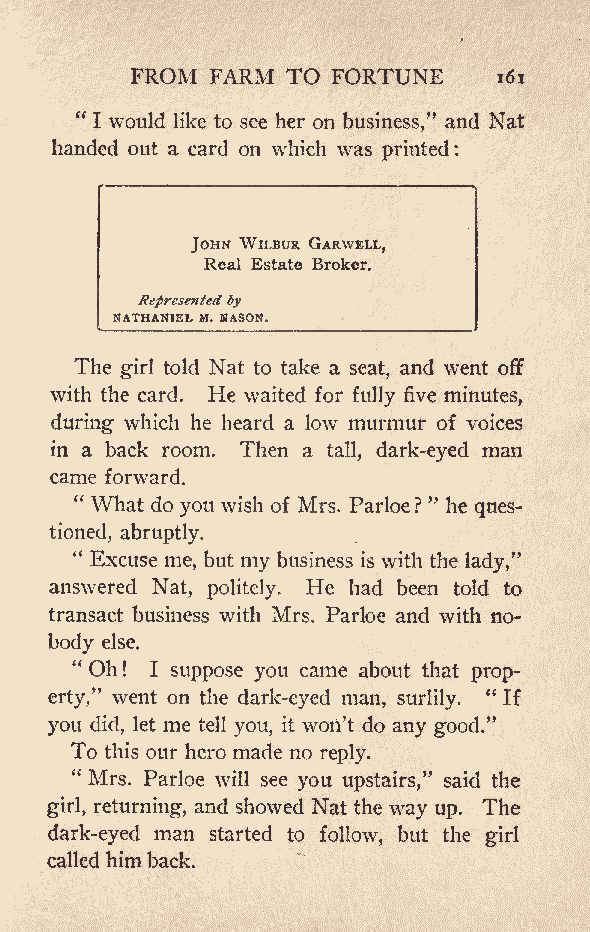 FROM FARM TO FORTUNE 161
“ I would like to see her on business,” and Nat
handed out a card on which was printed:
JOHN WILBUR GARWELL,
Real Estate Broker.
Represented by
NATHANIEL M. NASON.
The girl told Nat to take a seat, and went off
with the card. He waited for fully five minutes,
during which he heard a low murmur of voices
in a back room. Then a tall, dark-eyed man
came forward.
“ What do you wish of Mrs. Parloe? ” he ques-
tioned, abruptly.
“ Excuse me, but my business is with the lady,”
answered Nat, politely. He had been told to
transact business with Mrs. Parloe and with no-
body else.
“ Oh! I suppose you came about that prop-
erty,” went on the dark-eyed man, surlily. “ If
you did, let me tell you, it won’t do any good.”
To this our hero made no reply.
“ Mrs. Parloe will see you upstairs,” said the
girl, returning, and showed Nat the way up. The
dark-eyed man started to follow, but the girl
called him back.